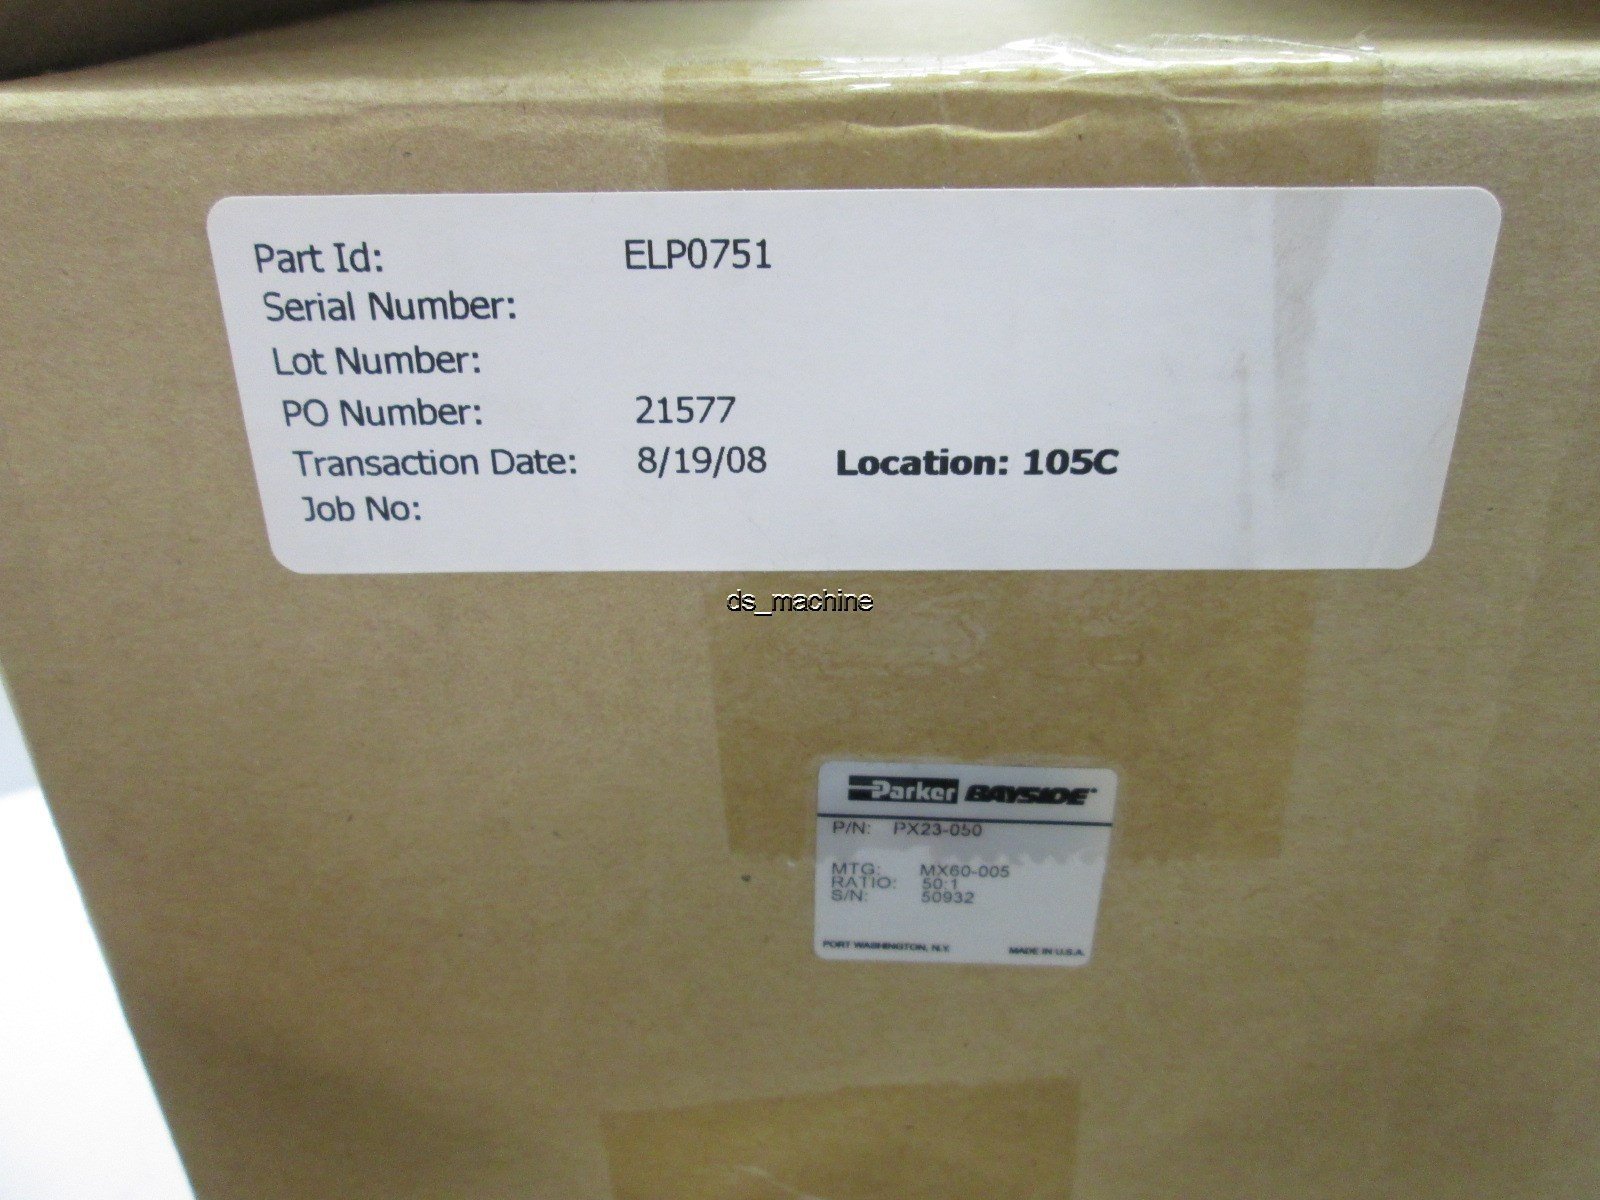 Part Id: ELP0751
Serial Number:
Lot Number:
PO Number: 21577
Transaction Date: 8/19/08 Location: 105C
Job No:
ds_machine
Parker BAYSIDE
P/N: PX23-050
MTG: MX60-005
RATIO: 50:1
S/N: 50932
PORT WASHINGTON, N.Y. MADE IN U.S.A.